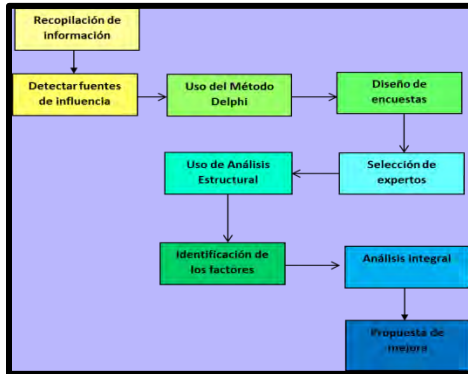 Recopilación de
información
Detectar fuentes
de influencia
Uso del Método
Delphi
Diseño de
encuestas
Selección de
expertos
Uso de Análisis
Estructural
Identificación de
los factores
Análisis integral
Propuesta de
mejora